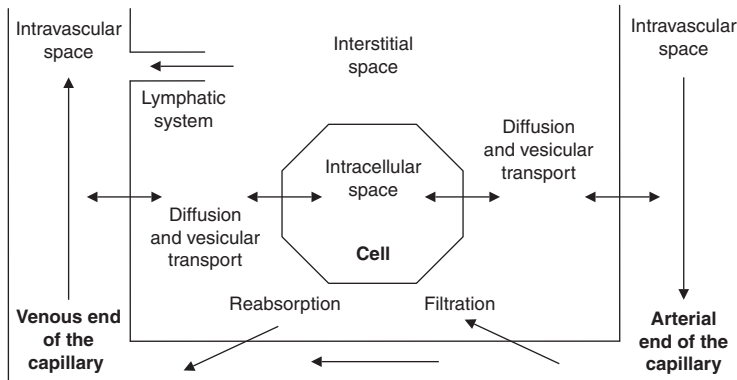 Intravascular
space
Interstitial
space
Intravascular
space
Lymphatic
system
Diffusion
and vesicular
transport
Intracellular
space
Diffusion
and vesicular
transport
Cell
Reabsorption
Filtration
Venous end
of the
capillary
Arterial
end of the
capillary